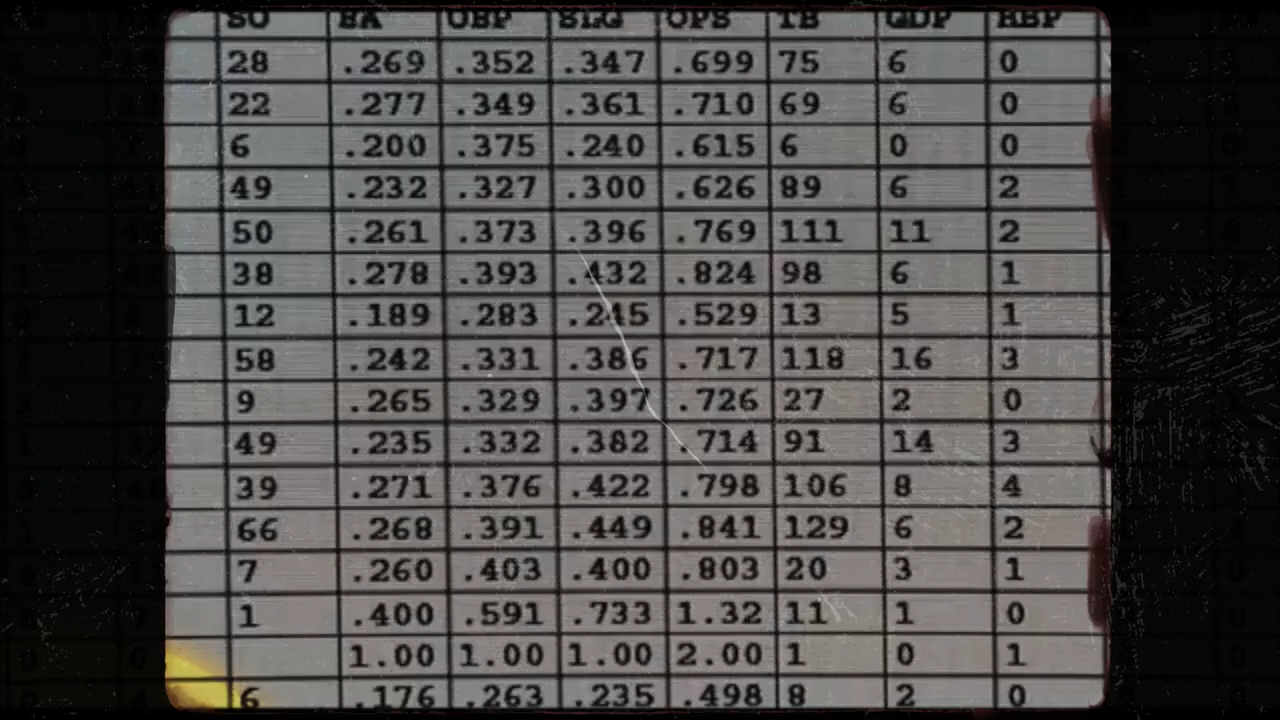 SO BA OBP SLG OPS TB GDP HBP
28 .269 .352 .347 .699 75 6 0
22 .277 .349 .361 .710 69 6 0
6 .200 .375 .240 .615 6 0 0
49 .232 .327 .300 .626 89 6 2
50 .261 .373 .396 .769 111 11 2
38 .278 .393 .432 .824 98 6 1
12 .189 .283 .245 .529 13 5 1
58 .242 .331 .386 .717 118 16 3
9 .265 .329 .397 .726 27 2 0
49 .235 .332 .382 .714 91 14 3
39 .271 .376 .422 .798 106 8 4
66 .268 .391 .449 .841 129 6 2
7 .260 .403 .400 .803 20 3 1
1 .400 .591 .733 1.32 11 1 0
1.00 1.00 1.00 2.00 1 0 1
6 .176 .263 .235 .498 8 2 0